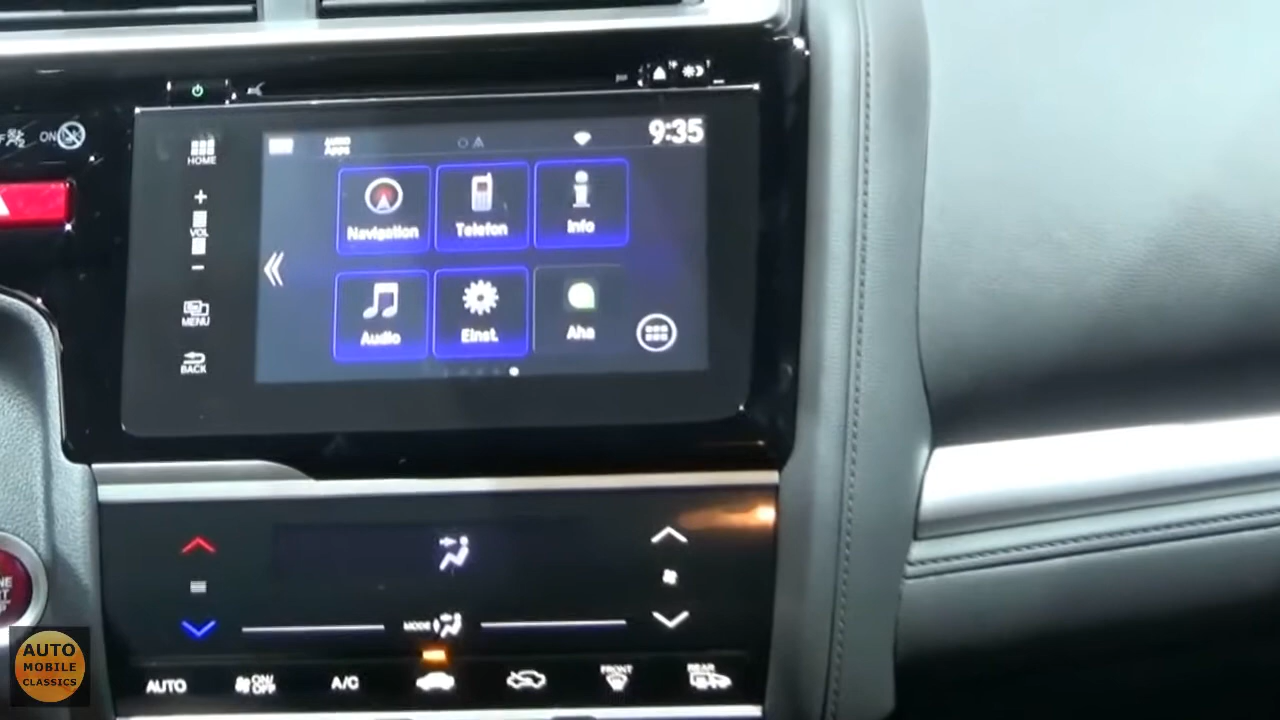 9:35
ON
HOME
+
VOL
-
MENU
BACK
Navigation
Telefon
Info
Audio
Einst.
Aha
MODE
AUTO
ON/
OFF
A/C
FRONT
REAR
AUTO
MOBILE
CLASSICS